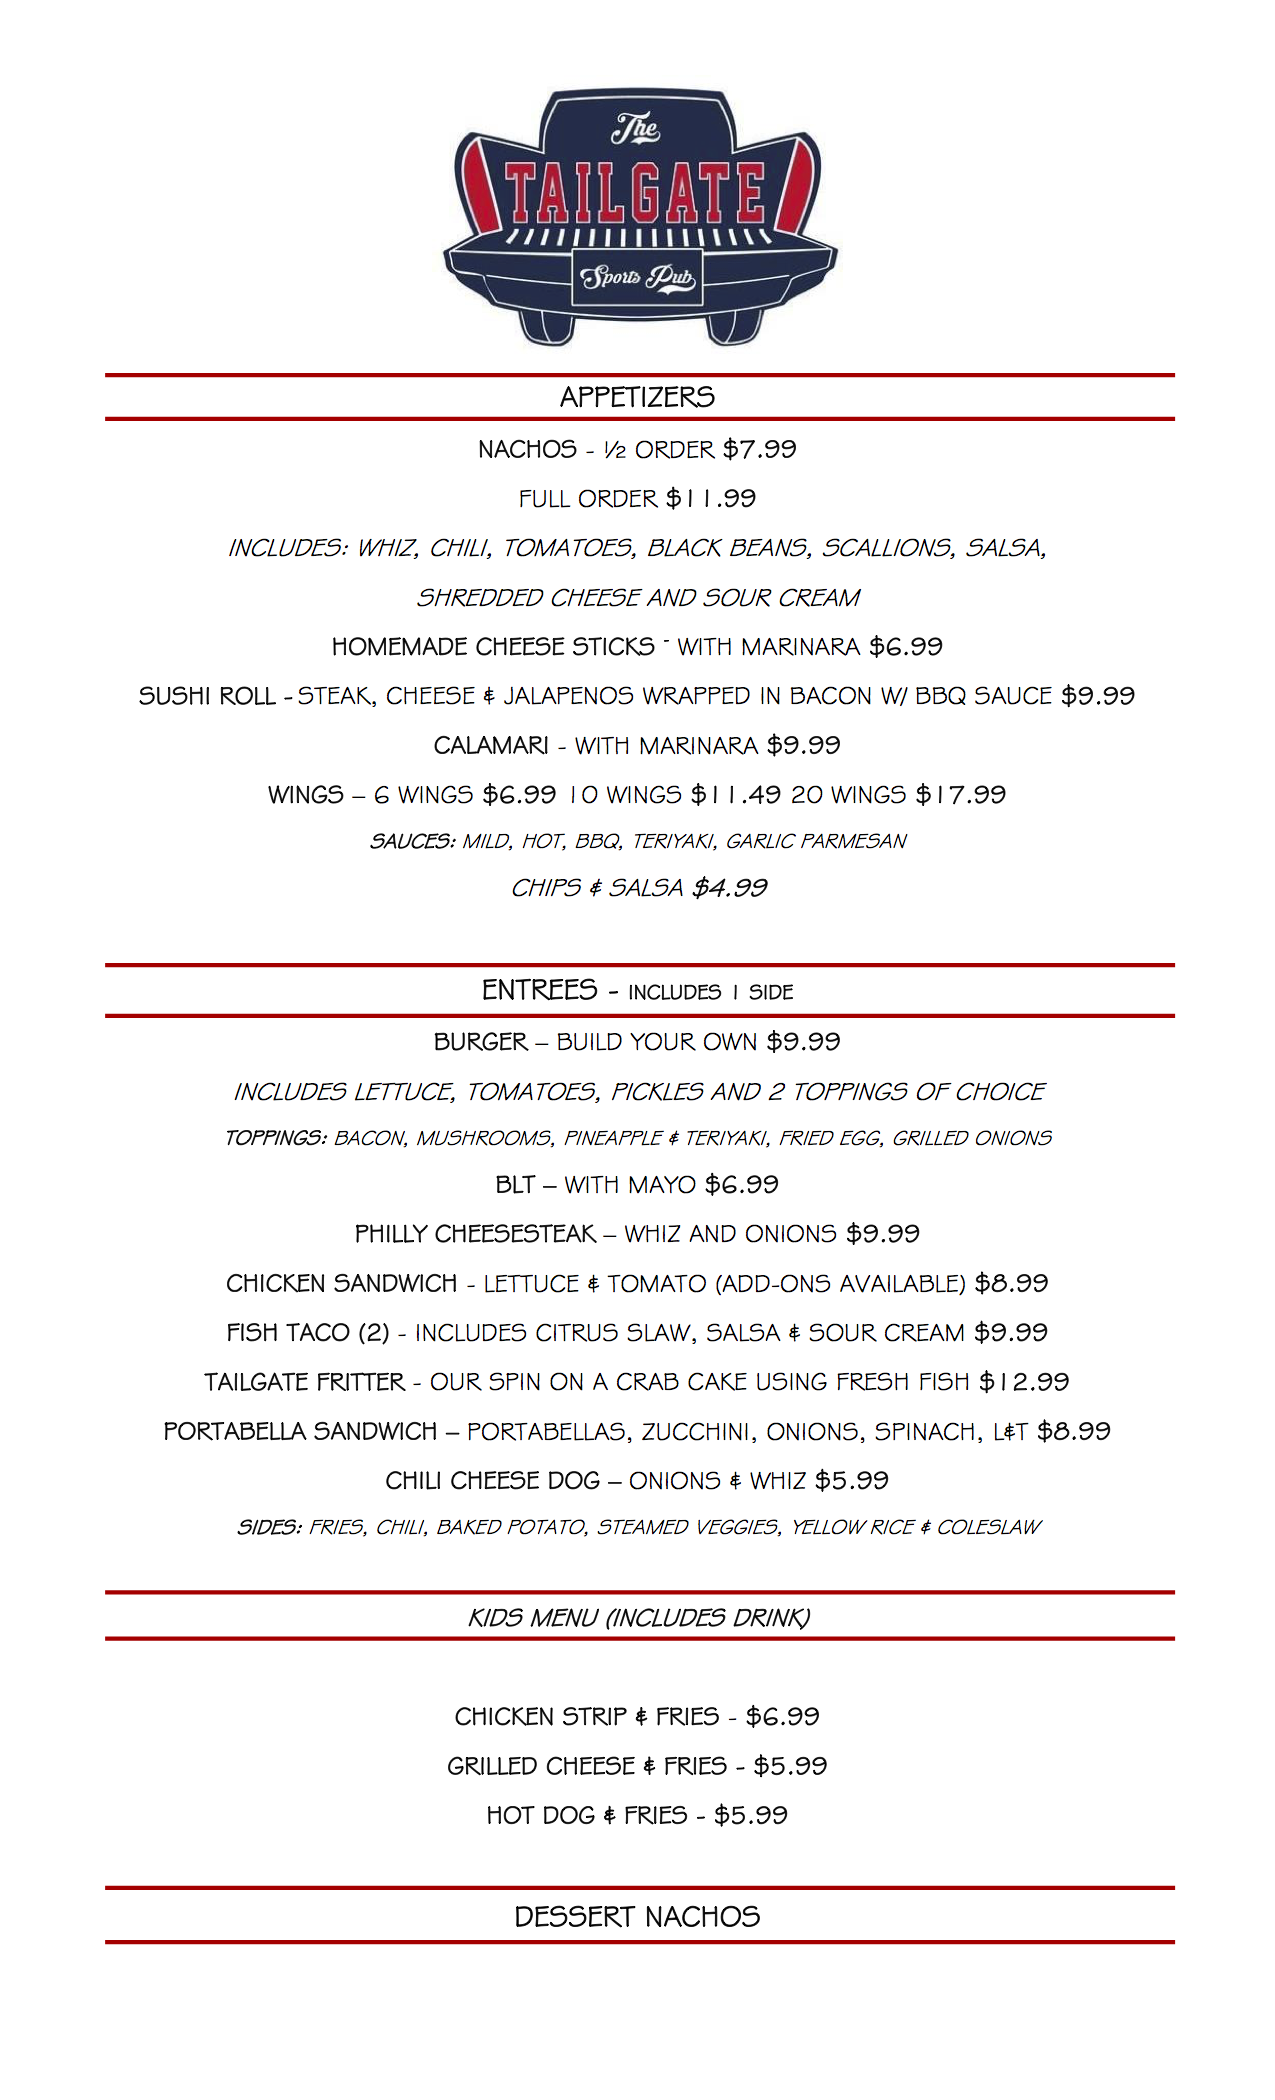 The
TAILGATE
Sports Pub
APPETIZERS
NACHOS - ½ ORDER $7.99
FULL ORDER $11.99
INCLUDES: WHIZ, CHILI, TOMATOES, BLACK BEANS, SCALLIONS, SALSA,
SHREDDED CHEESE AND SOUR CREAM
HOMEMADE CHEESE STICKS - WITH MARINARA $6.99
SUSHI ROLL - STEAK, CHEESE & JALAPENOS WRAPPED IN BACON W/ BBQ SAUCE $9.99
CALAMARI - WITH MARINARA $9.99
WINGS – 6 WINGS $6.99 10 WINGS $11.49 20 WINGS $17.99
SAUCES: MILD, HOT, BBQ, TERIYAKI, GARLIC PARMESAN
CHIPS & SALSA $4.99
ENTREES - INCLUDES 1 SIDE
BURGER – BUILD YOUR OWN $9.99
INCLUDES LETTUCE, TOMATOES, PICKLES AND 2 TOPPINGS OF CHOICE
TOPPINGS: BACON, MUSHROOMS, PINEAPPLE & TERIYAKI, FRIED EGG, GRILLED ONIONS
BLT – WITH MAYO $6.99
PHILLY CHEESESTEAK – WHIZ AND ONIONS $9.99
CHICKEN SANDWICH - LETTUCE & TOMATO (ADD-ONS AVAILABLE) $8.99
FISH TACO (2) - INCLUDES CITRUS SLAW, SALSA & SOUR CREAM $9.99
TAILGATE FRITTER - OUR SPIN ON A CRAB CAKE USING FRESH FISH $12.99
PORTABELLA SANDWICH – PORTABELLAS, ZUCCHINI, ONIONS, SPINACH, L&T $8.99
CHILI CHEESE DOG – ONIONS & WHIZ $5.99
SIDES: FRIES, CHILI, BAKED POTATO, STEAMED VEGGIES, YELLOW RICE & COLESLAW
KIDS MENU (INCLUDES DRINK)
CHICKEN STRIP & FRIES - $6.99
GRILLED CHEESE & FRIES - $5.99
HOT DOG & FRIES - $5.99
DESSERT NACHOS